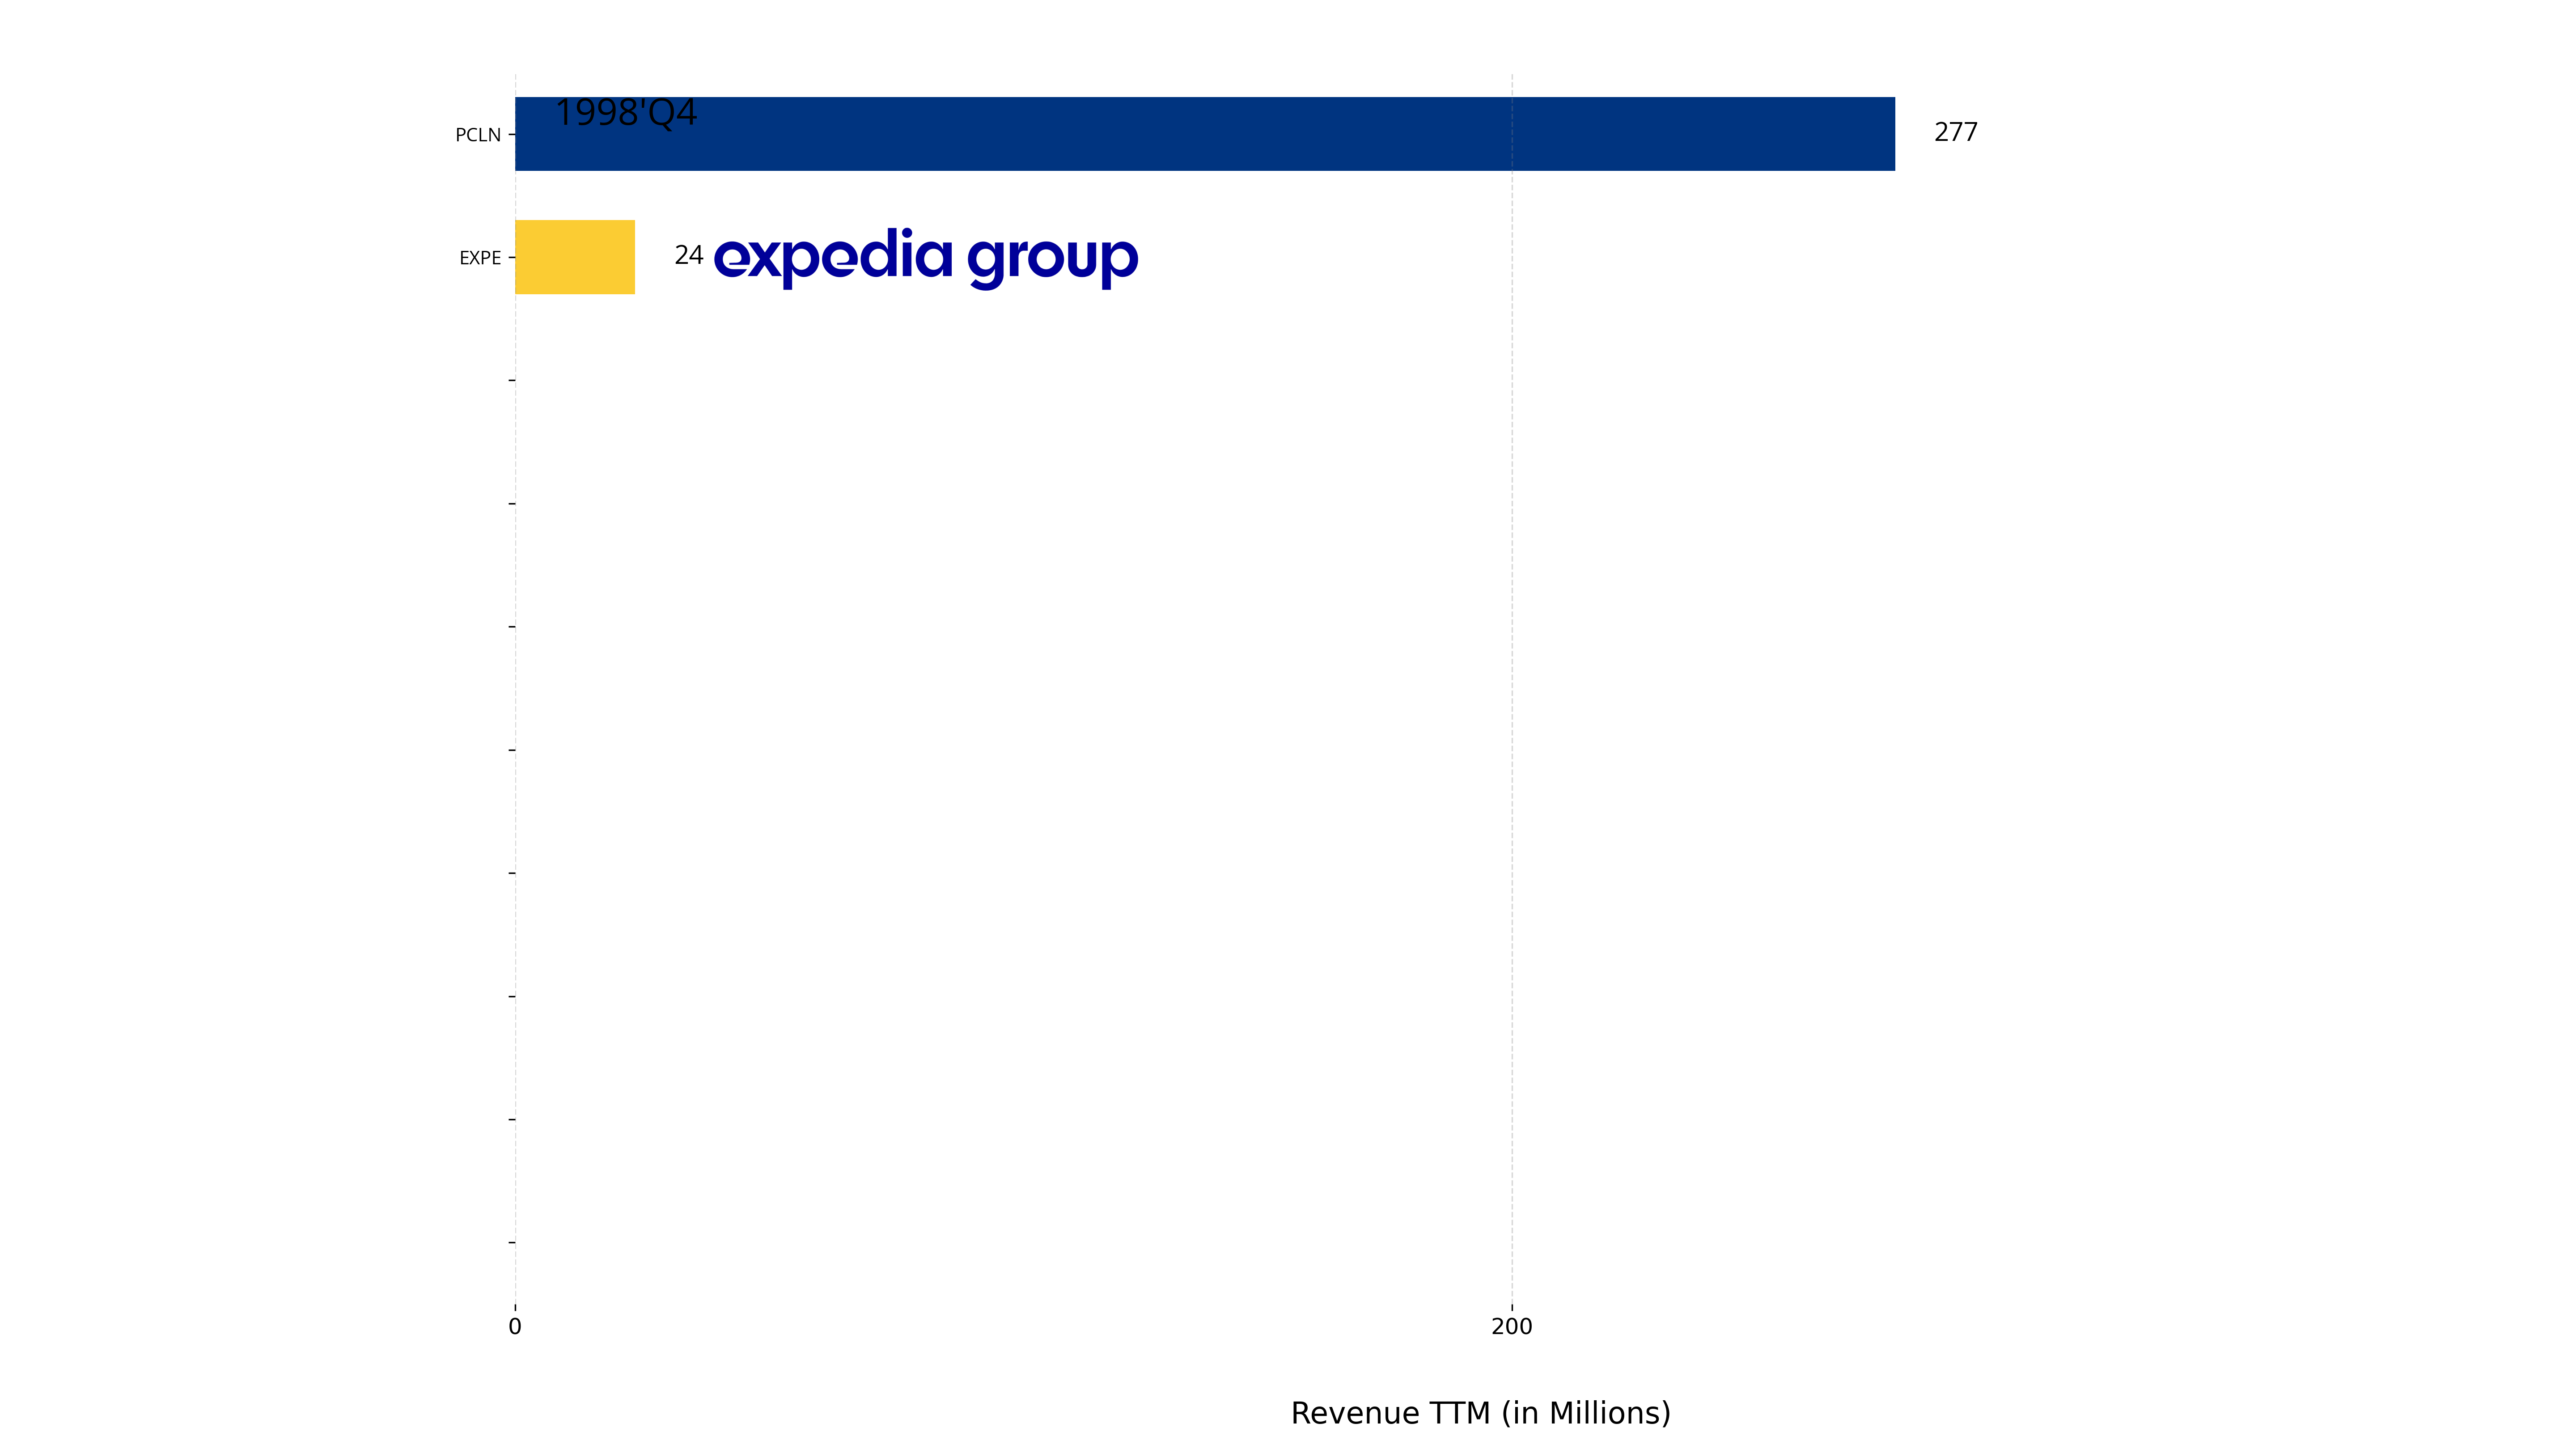 1998'Q4
PCLN
277
EXPE
24 expedia group
0
200
Revenue TTM (in Millions)